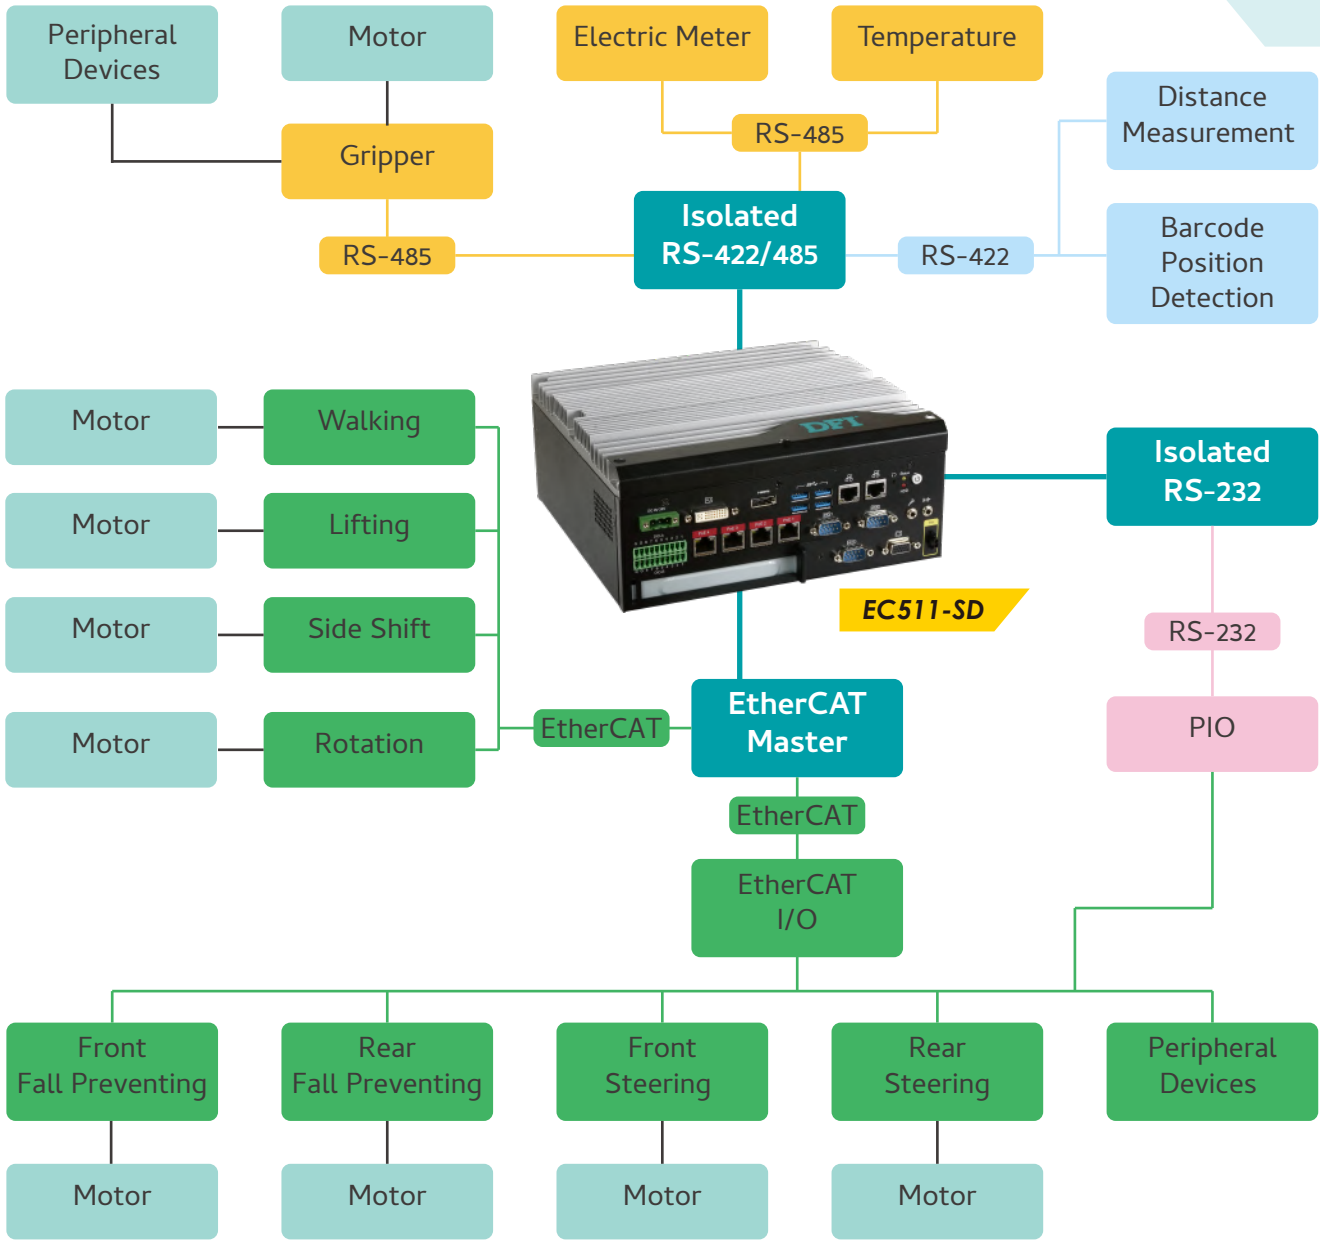 Peripheral
Devices
Motor
Electric Meter
Temperature
Distance
Measurement
RS-485
Gripper
Isolated
RS-422/485
RS-485
RS-422
Barcode
Position
Detection
DFI
Motor
Walking
Isolated
RS-232
Motor
Lifting
EC511-SD
Motor
Side Shift
RS-232
EtherCAT
Master
Motor
Rotation
EtherCAT
PIO
EtherCAT
EtherCAT
I/O
Front
Fall Preventing
Rear
Fall Preventing
Front
Steering
Rear
Steering
Peripheral
Devices
Motor
Motor
Motor
Motor